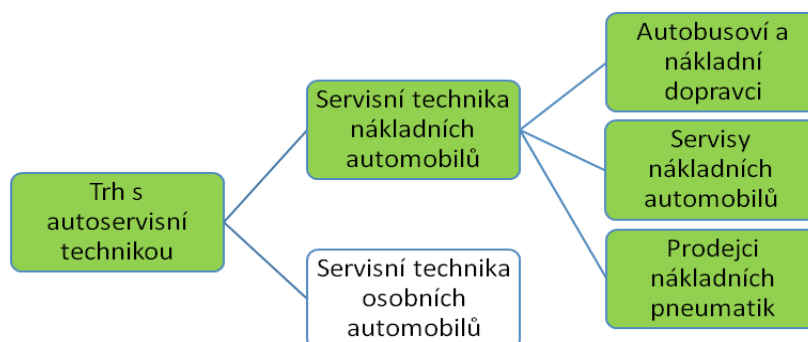 Trh s
autoservisní
technikou
Servisní technika
nákladních
automobilů
Servisní technika
osobních
automobilů
Autobusoví a
nákladní
dopravci
Servisy
nákladních
automobilů
Prodejci
nákladních
pneumatik